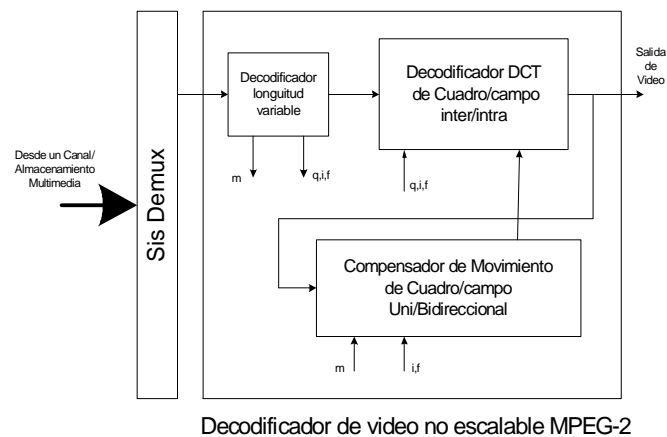 Salida
de
Video
Decodificador
longuitud
variable
Decodificador DCT
de Cuadro/campo
inter/intra
Desde un Canal/
Almacenamiento
Multimedia
Sis Demux
m
q,i,f
q,i,f
Compensador de Movimiento
de Cuadro/campo
Uni/Bidireccional
m
i,f
Decodificador de video no escalable MPEG-2